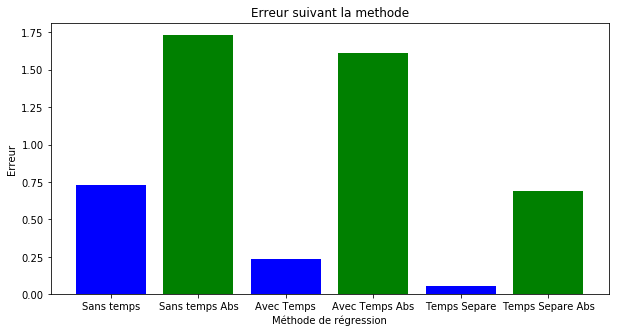 Erreur suivant la methode
Erreur
1.75
1.50
1.25
1.00
0.75
0.50
0.25
0.00
Sans temps
Sans temps Abs
Avec Temps
Avec Temps Abs
Temps Separe
Temps Separe Abs
Méthode de régression